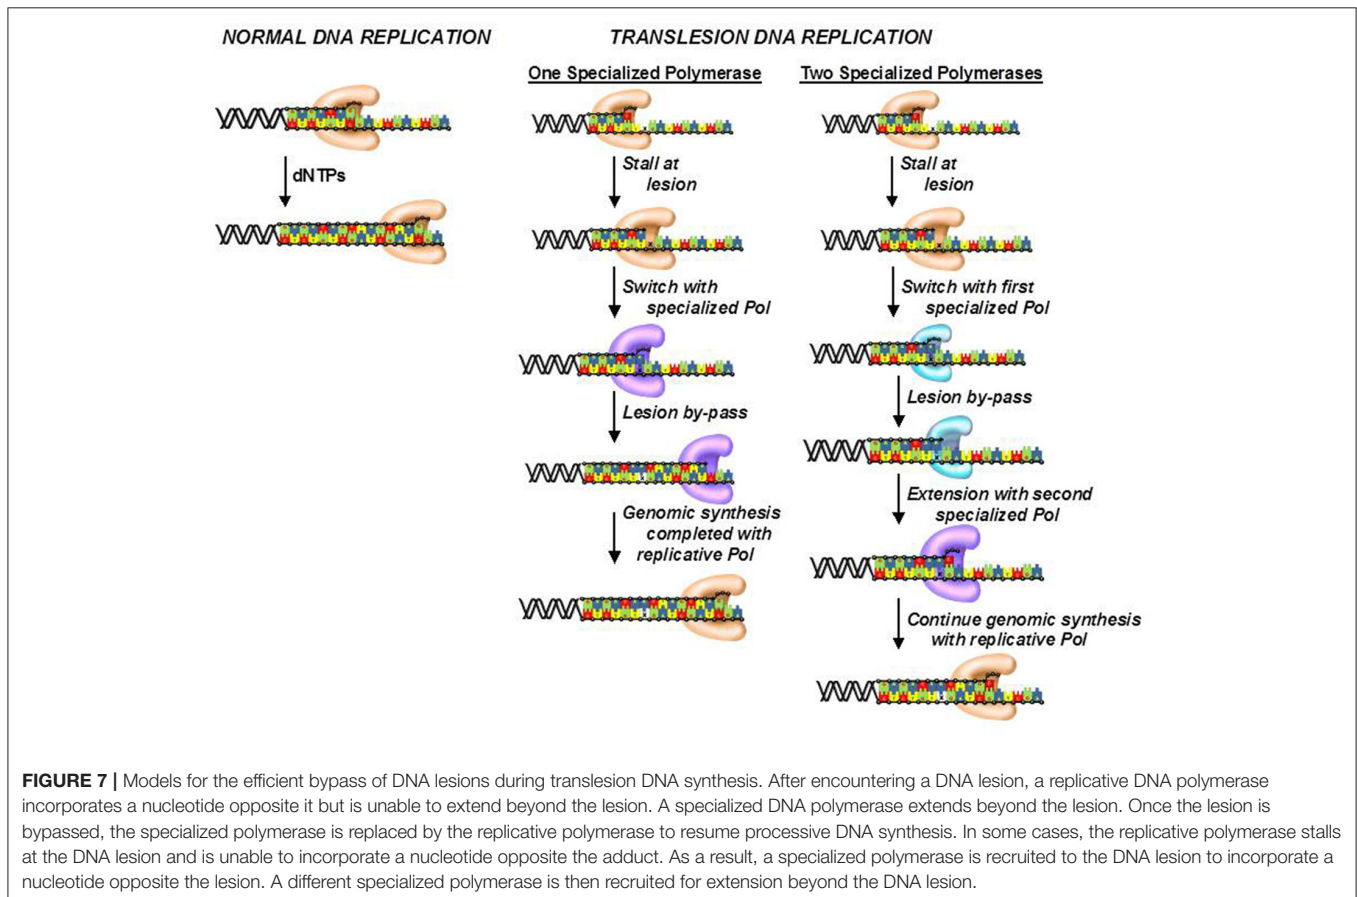 NORMAL DNA REPLICATION
TRANSLESION DNA REPLICATION
One Specialized Polymerase
Two Specialized Polymerases
dNTPs
Stall at
lesion
Switch with
specialized Pol
Lesion by-pass
Genomic synthesis
completed with
replicative Pol
Stall at
lesion
Switch with first
specialized Pol
Lesion by-pass
Extension with second
specialized Pol
Continue genomic synthesis
with replicative Pol
FIGURE 7 | Models for the efficient bypass of DNA lesions during translesion DNA synthesis. After encountering a DNA lesion, a replicative DNA polymerase
incorporates a nucleotide opposite it but is unable to extend beyond the lesion. A specialized DNA polymerase extends beyond the lesion. Once the lesion is
bypassed, the specialized polymerase is replaced by the replicative polymerase to resume processive DNA synthesis. In some cases, the replicative polymerase stalls
at the DNA lesion and is unable to incorporate a nucleotide opposite the adduct. As a result, a specialized polymerase is recruited to the DNA lesion to incorporate a
nucleotide opposite the lesion. A different specialized polymerase is then recruited for extension beyond the DNA lesion.